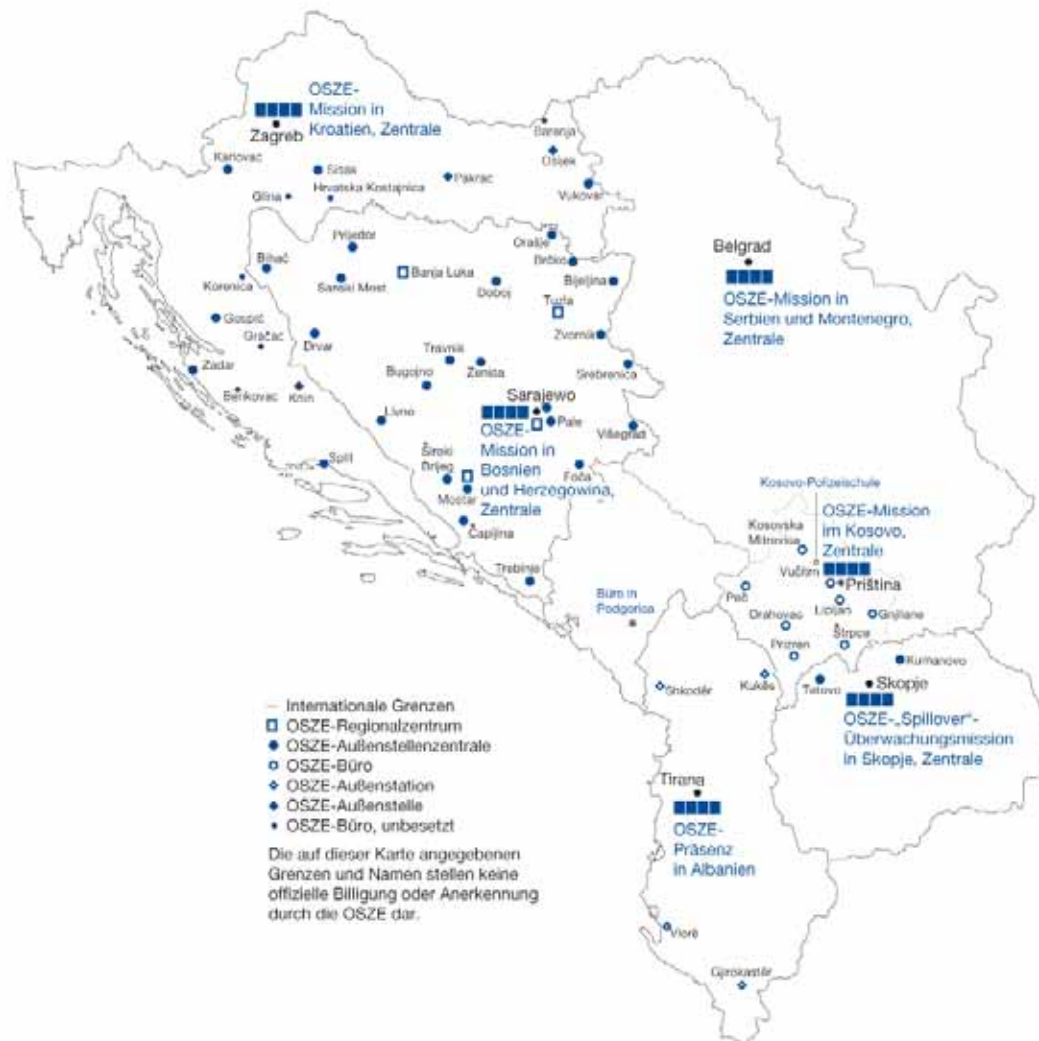 OSZE-
Mission in
Kroatien, Zentrale
Zagreb
Baranja
Osijek
Karlovac
Sisak
Pakrac
Vukovar
Glina
Hrvatska Kostajnica
Prijedor
Orašje
Belgrad
Bihać
Brčko
Korenica
Sanski Most
Banja Luka
Doboj
Bijeljina
OSZE-Mission in
Serbien und Montenegro,
Zentrale
Tuzla
Gospić
Gračac
Drvar
Zvornik
Travnik
Zenica
Zadar
Bugojno
Srebrenica
Benkovac
Knin
Sarajewo
Livno
Pale
Višegrad
OSZE-
Mission in
Bosnien
und Herzegowina,
Zentrale
Široki
Brijeg
Split
Foča
Mostar
Kosovo-Polizeischule
OSZE-Mission
im Kosovo,
Zentrale
Kosovska
Mitrovica
Čapljina
Vučitrn
Priština
Trebinje
Peč
Büro in
Podgorica
Lipljan
Orahovac
Gnjilane
Prizren
Štrpce
Kumanovo
Shkodër
Kukës
Tetovo
Skopje
OSZE-„Spillover“-
Überwachungsmission
in Skopje, Zentrale
Internationale Grenzen
OSZE-Regionalzentrum
OSZE-Außenstellenzentrale
OSZE-Büro
OSZE-Außenstation
OSZE-Außenstelle
OSZE-Büro, unbesetzt
Tirana
OSZE-
Präsenz
in Albanien
Die auf dieser Karte angegebenen
Grenzen und Namen stellen keine
offizielle Billigung oder Anerkennung
durch die OSZE dar.
Vlorë
Gjirokastër